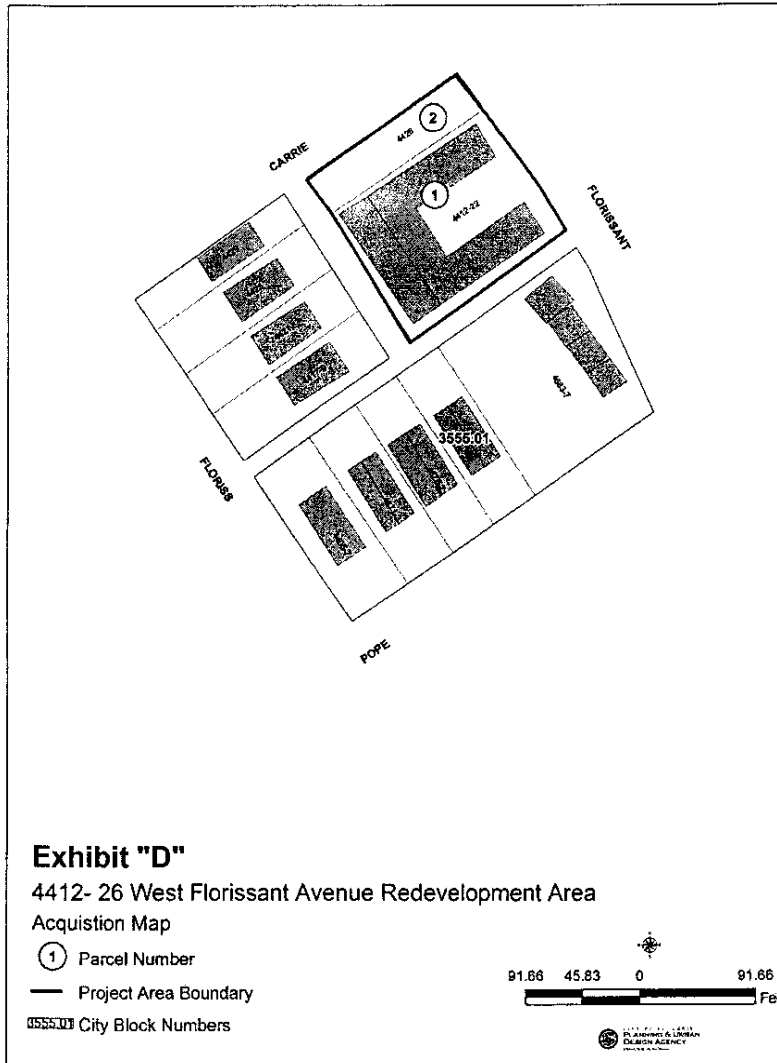 CARRIE
2
4426
1
4412-22
FLORISSANT
3555.01
FLORISS
POPE
Exhibit "D"
4412- 26 West Florissant Avenue Redevelopment Area
Acquistion Map
1 Parcel Number
Project Area Boundary
3555.01 City Block Numbers
91.66 45.83 0 91.66
Fe
PLANNING & URBAN
DESIGN AGENCY